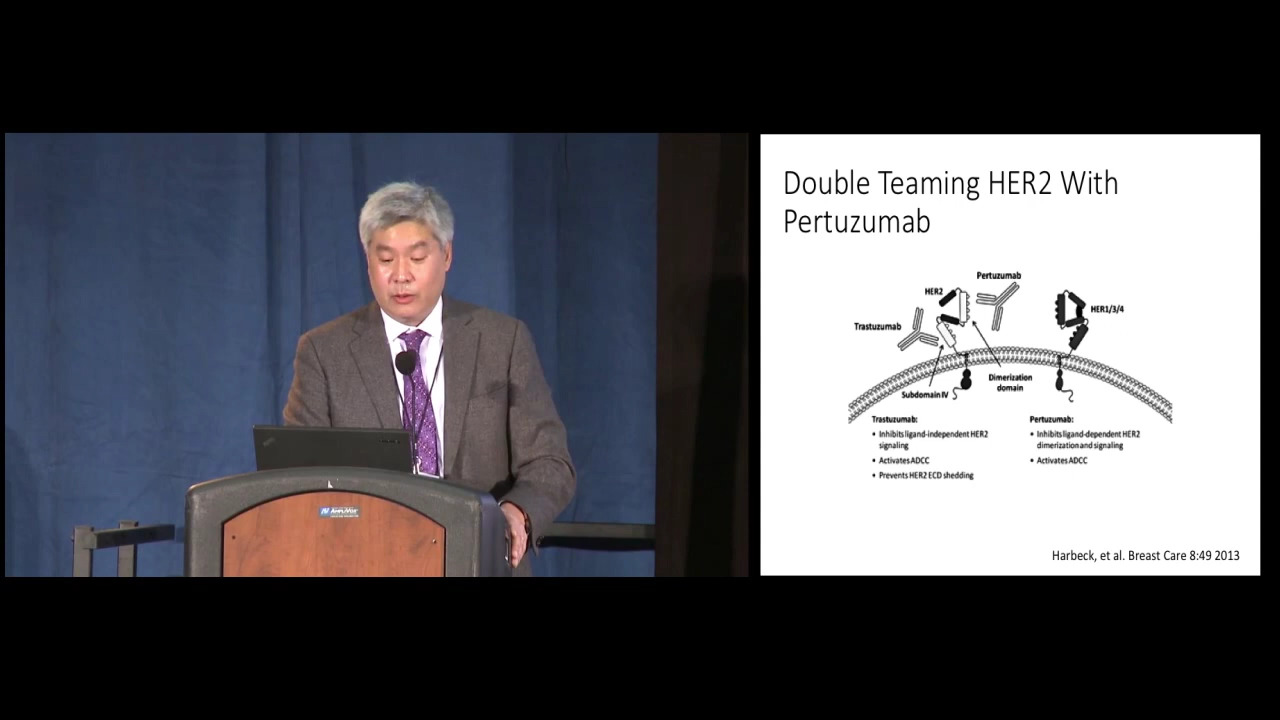 Double Teaming HER2 With
Pertuzumab
Pertuzumab
HER2
HER1/3/4
Trastuzumab
Dimerization
domain
Subdomain IV
Trastuzumab:
• Inhibits ligand-independent HER2
signaling
• Activates ADCC
• Prevents HER2 ECD shedding
Pertuzumab:
• Inhibits ligand-dependent HER2
dimerization and signaling
• Activates ADCC
Harbeck, et al. Breast Care 8:49 2013
AmpliVox